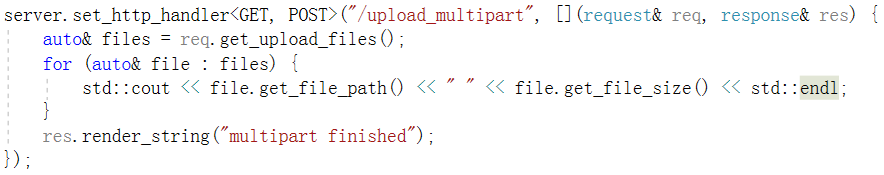 server.set_http_handler<GET, POST>("/upload_multipart", [](request& req, response& res) {
    auto& files = req.get_upload_files();
    for (auto& file : files) {
        std::cout << file.get_file_path() << " " << file.get_file_size() << std::endl;
    }
    res.render_string("multipart finished");
});